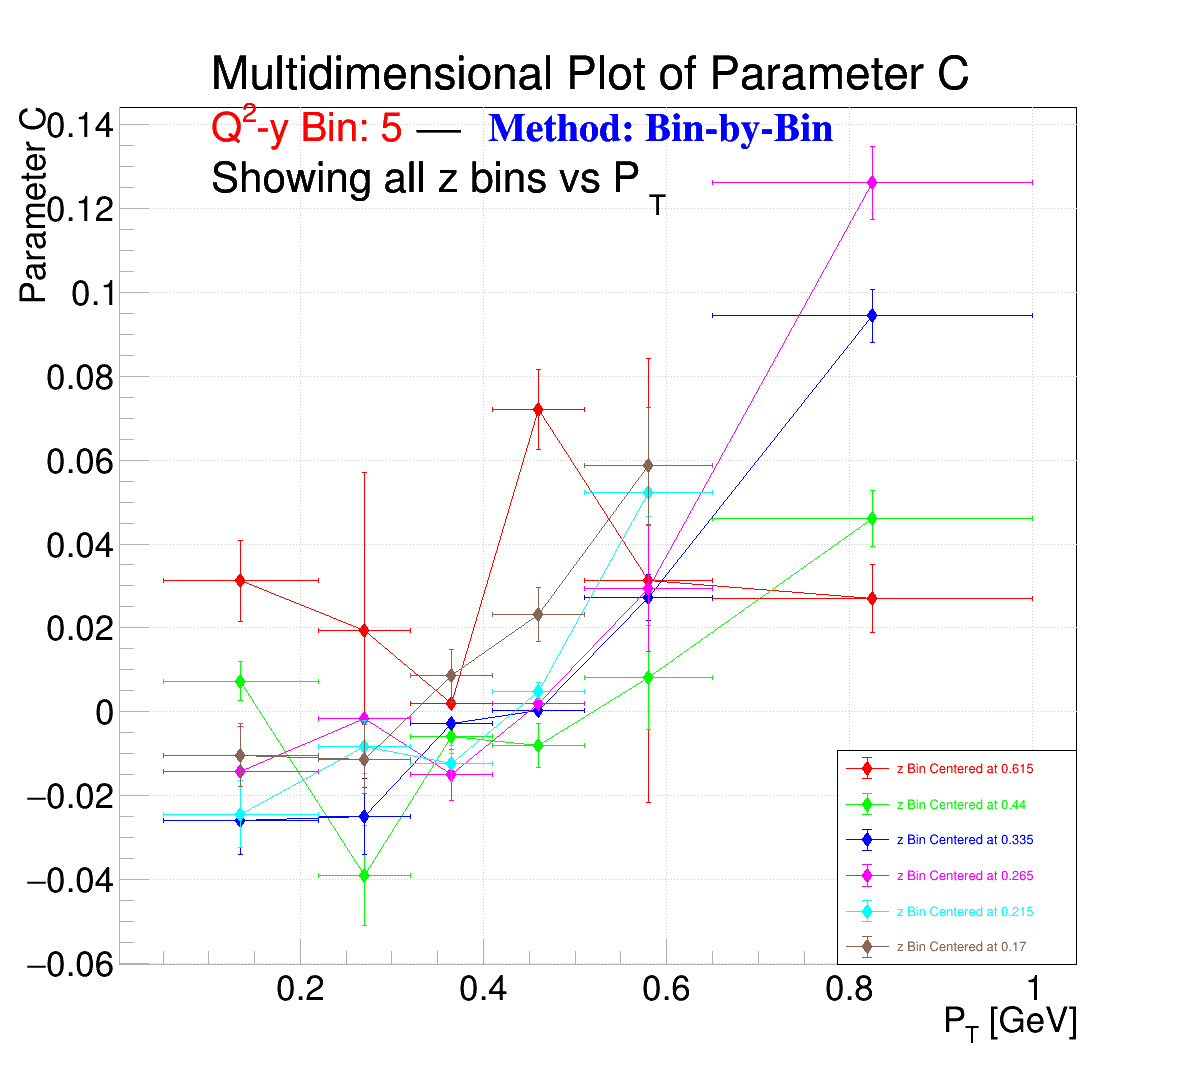 Multidimensional Plot of Parameter C
Q²-y Bin: 5 — Method: Bin-by-Bin
Showing all z bins vs P_T
Parameter C
0.14
0.12
0.1
0.08
0.06
0.04
0.02
0
−0.02
−0.04
−0.06
0.2 0.4 0.6 0.8 1
P_T [GeV]
z Bin Centered at 0.615
z Bin Centered at 0.44
z Bin Centered at 0.335
z Bin Centered at 0.265
z Bin Centered at 0.215
z Bin Centered at 0.17